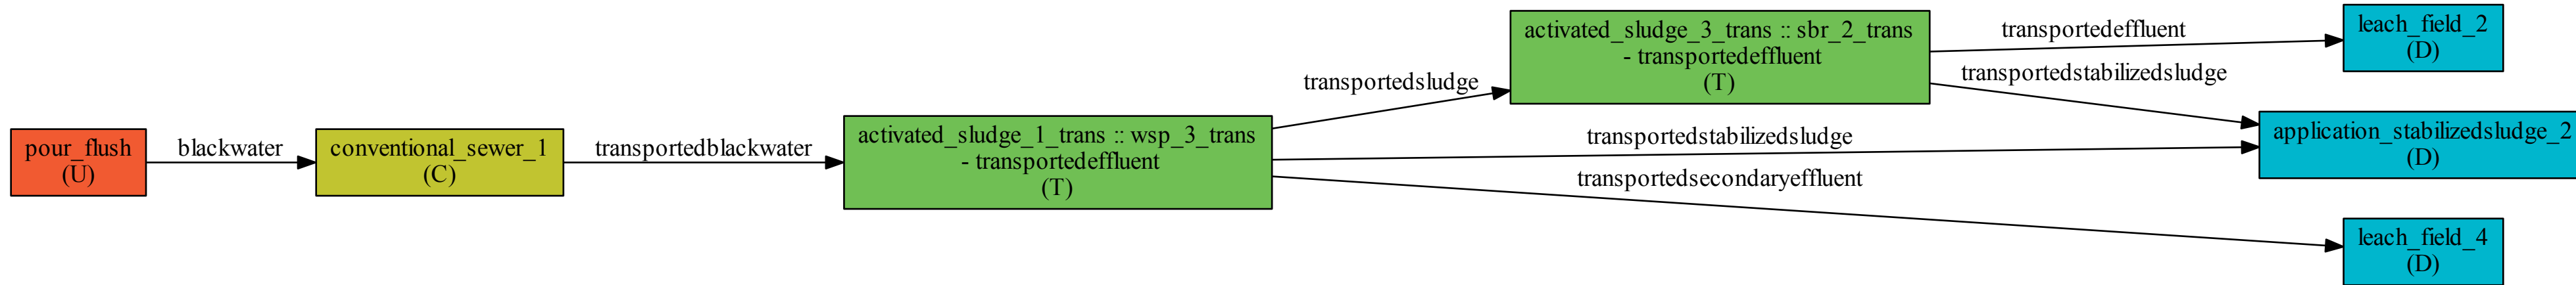 pour_flush
(U)
blackwater
conventional_sewer_1
(C)
transportedblackwater
activated_sludge_1_trans :: wsp_3_trans
- transportedeffluent
(T)
transportedsludge
transportedstabilizedsludge
transportedsecondaryeffluent
activated_sludge_3_trans :: sbr_2_trans
- transportedeffluent
(T)
transportedeffluent
transportedstabilizedsludge
leach_field_2
(D)
application_stabilizedsludge_2
(D)
leach_field_4
(D)